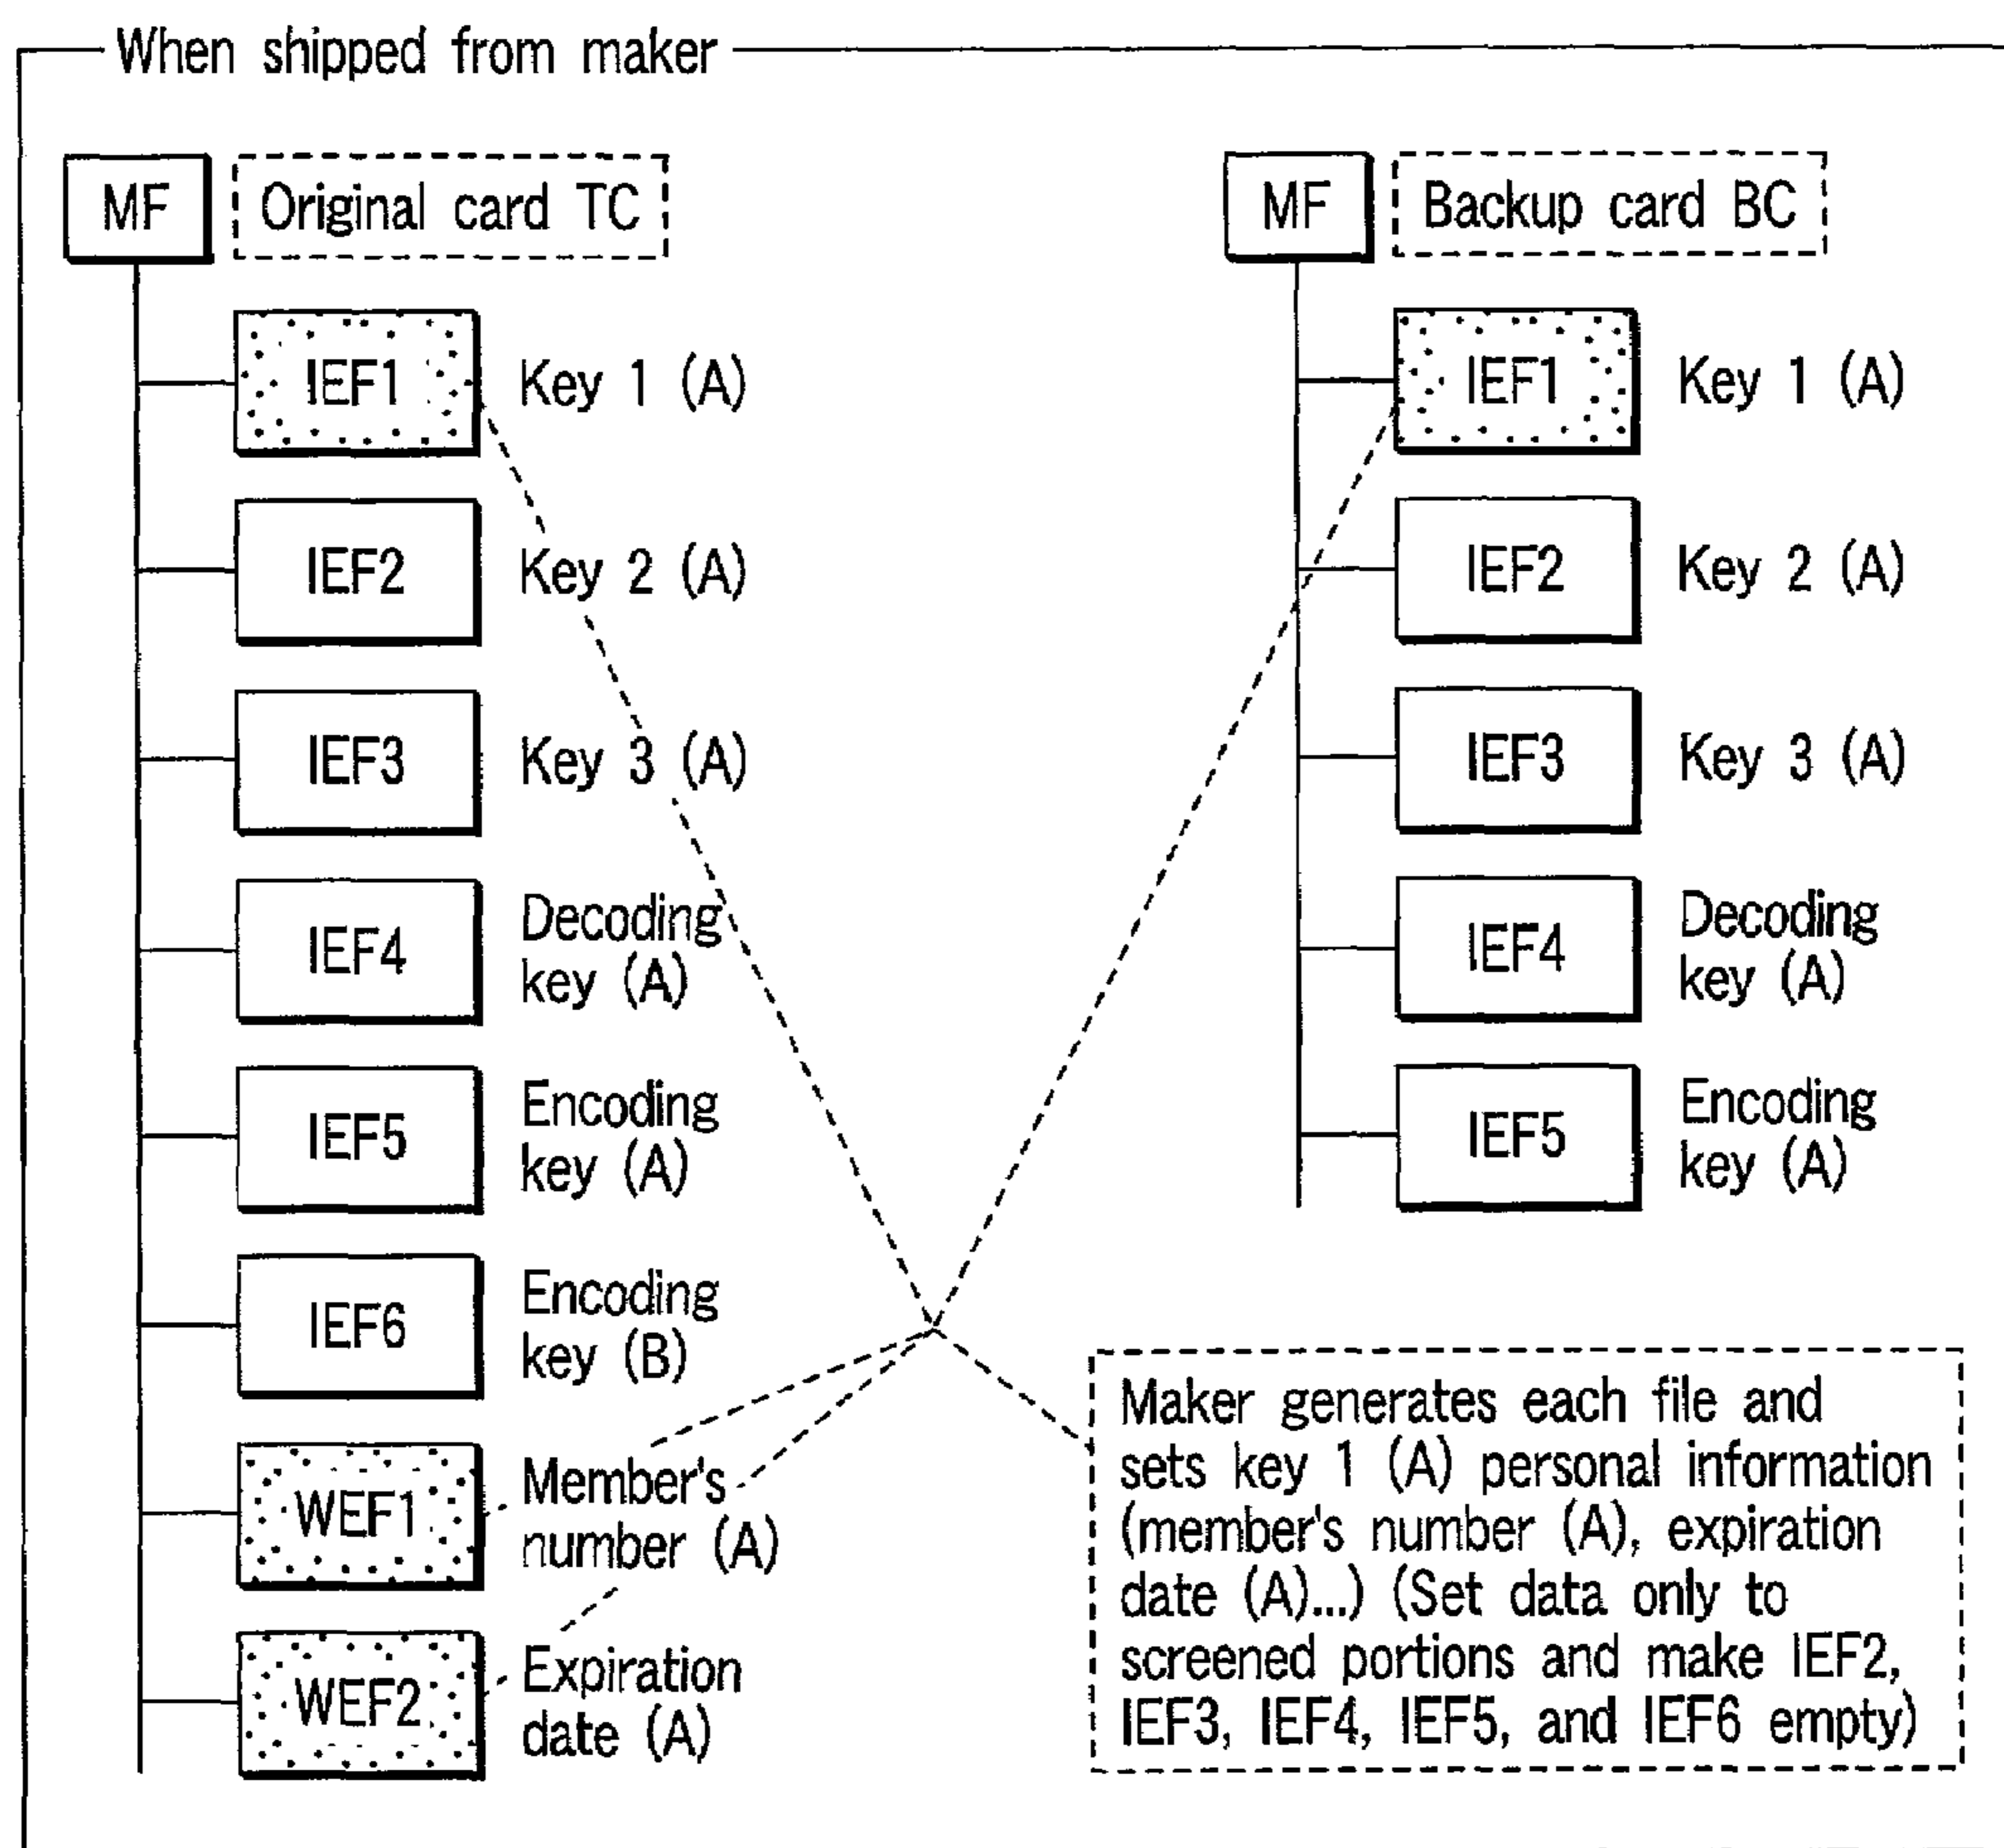 When shipped from maker
MF
Original card TC
IEF1
Key 1 (A)
IEF2
Key 2 (A)
IEF3
Key 3 (A)
IEF4
Decoding
key (A)
IEF5
Encoding
key (A)
IEF6
Encoding
key (B)
WEF1
Member's
number (A)
WEF2
Expiration
date (A)
MF
Backup card BC
IEF1
Key 1 (A)
IEF2
Key 2 (A)
IEF3
Key 3 (A)
IEF4
Decoding
key (A)
IEF5
Encoding
key (A)
Maker generates each file and
sets key 1 (A) personal information
(member's number (A), expiration
date (A)...) (Set data only to
screened portions and make IEF2,
IEF3, IEF4, IEF5, and IEF6 empty)